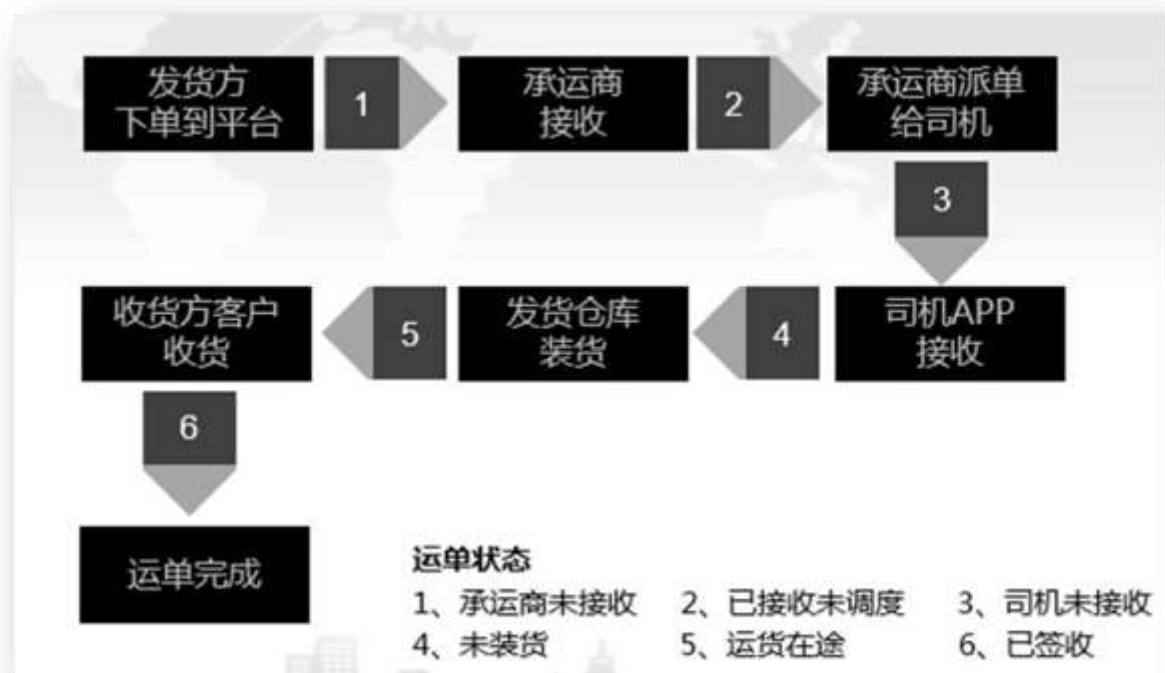 发货方
下单到平台
1
承运商
接收
2
承运商派单
给司机
3
司机APP
接收
4
发货仓库
装货
5
收货方客户
收货
6
运单完成
运单状态
1、承运商未接收 2、已接收未调度 3、司机未接收
4、未装货 5、运货在途 6、已签收